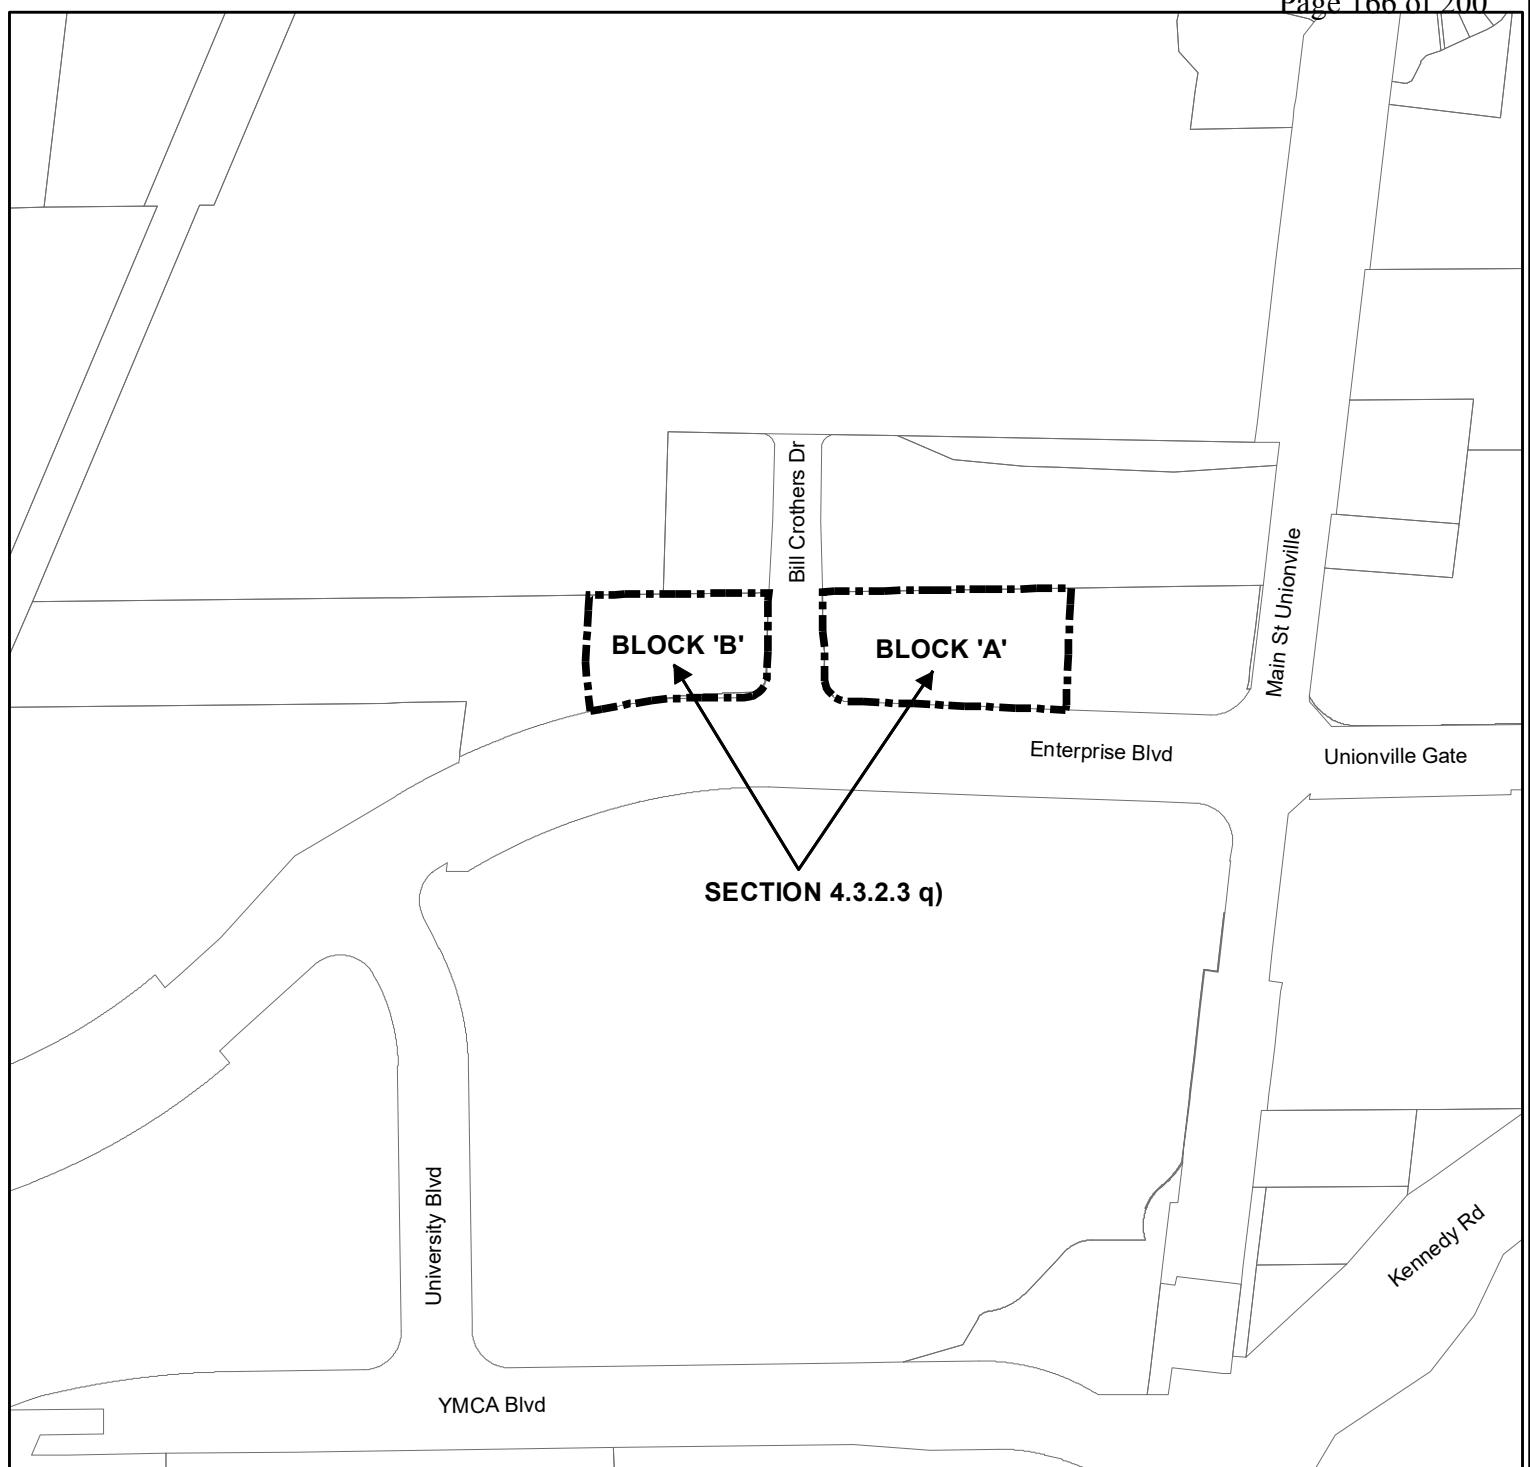 Page 166 of 200
Bill Crothers Dr
Main St Unionville
BLOCK 'B'
BLOCK 'A'
Enterprise Blvd
Unionville Gate
SECTION 4.3.2.3 q)
University Blvd
Kennedy Rd
YMCA Blvd